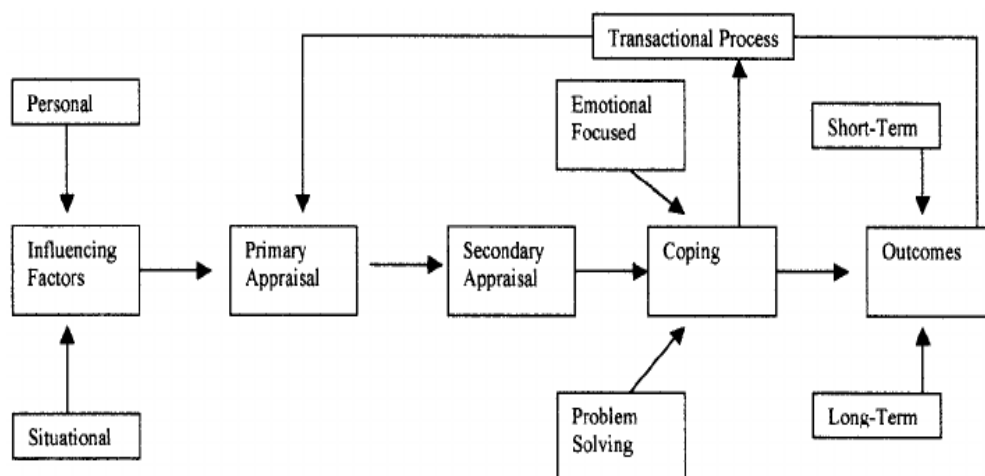 Transactional Process
Personal
Emotional
Focused
Short-Term
Influencing
Factors
Primary
Appraisal
Secondary
Appraisal
Coping
Outcomes
Situational
Problem
Solving
Long-Term